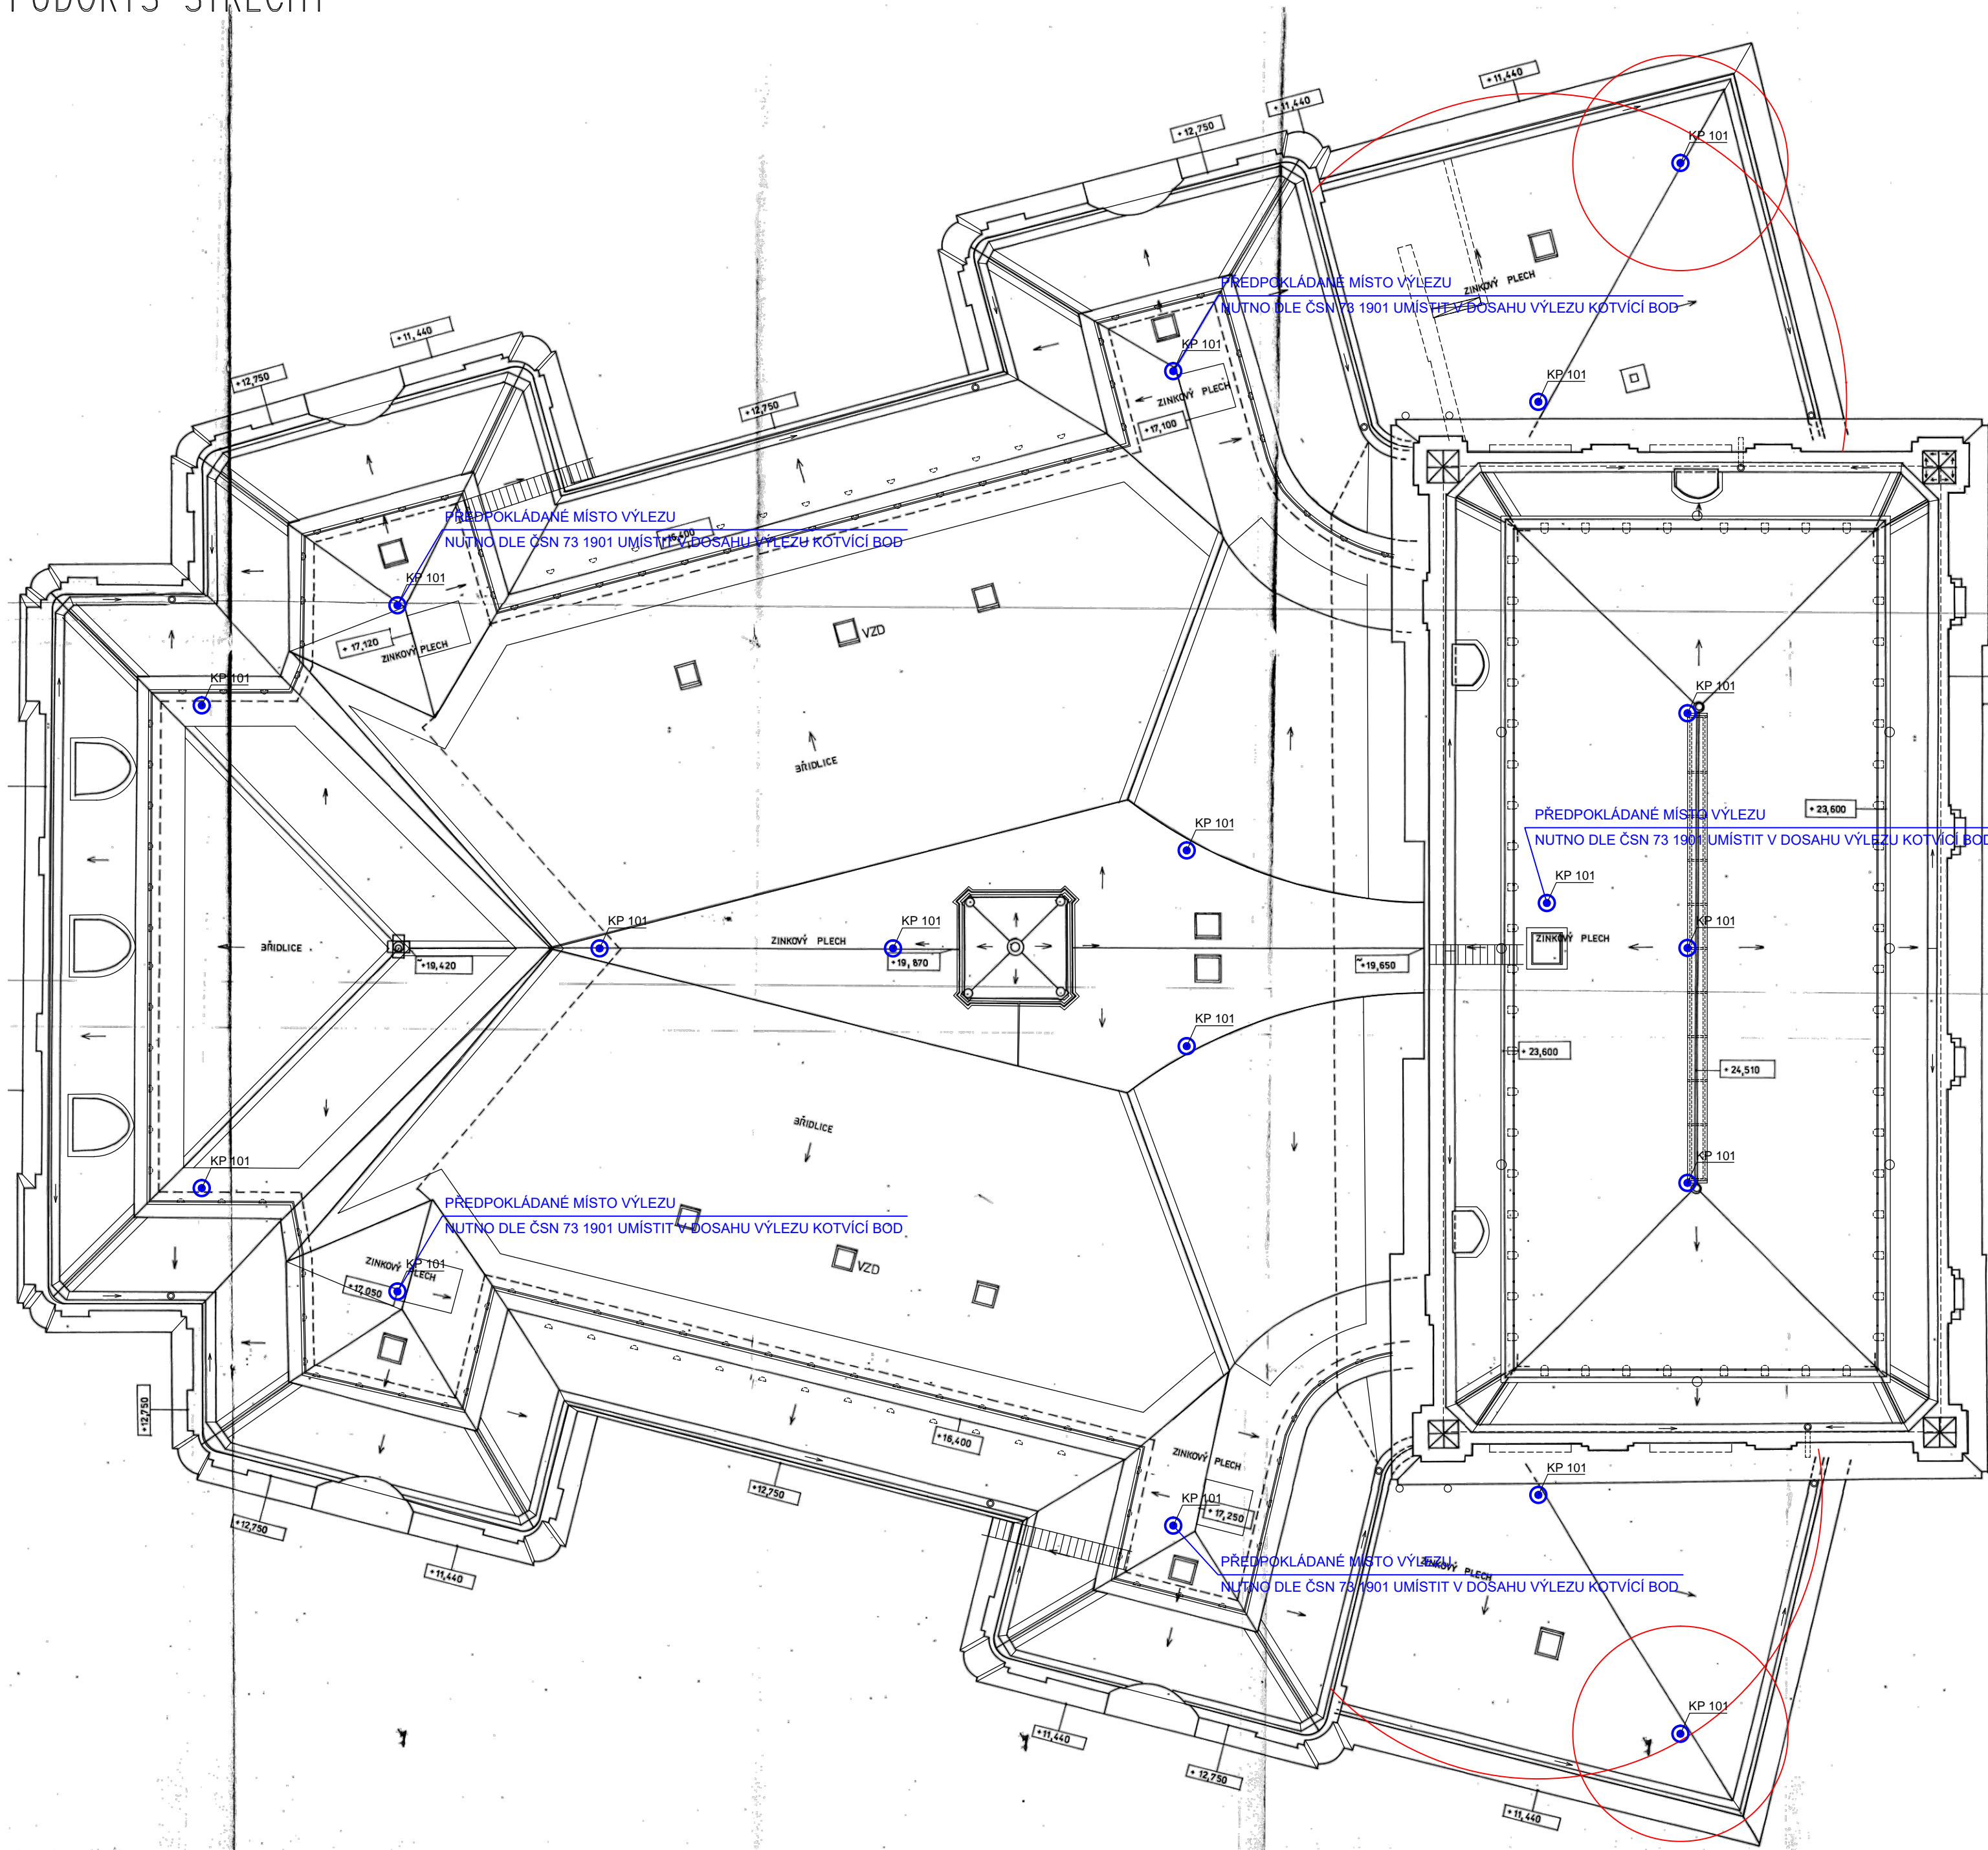 PŮDORYS STŘECHY
+11,440
+11,440
+12,750
KP 101
PŘEDPOKLÁDANÉ MÍSTO VÝLEZU
NUTNO DLE ČSN 73 1901 UMÍSTIT V DOSAHU VÝLEZU KOTVÍCÍ BOD
ZINKOVÝ PLECH
+11,440
+12,750
KP 101
ZINKOVÝ PLECH
+17,100
KP 101
+12,750
PŘEDPOKLÁDANÉ MÍSTO VÝLEZU
NUTNO DLE ČSN 73 1901 UMÍSTIT V DOSAHU VÝLEZU KOTVÍCÍ BOD
+16,400
KP 101
+17,120
ZINKOVÝ PLECH
VZD
KP 101
KP 101
BŘIDLICE
KP 101
+23,600
PŘEDPOKLÁDANÉ MÍSTO VÝLEZU
NUTNO DLE ČSN 73 1901 UMÍSTIT V DOSAHU VÝLEZU KOTVÍCÍ BOD
KP 101
KP 101
KP 101
KP 101
BŘIDLICE
ZINKOVÝ PLECH
ZINKOVÝ PLECH
+19,420
+19,870
+19,650
KP 101
+23,600
+24,510
BŘIDLICE
KP 101
KP 101
PŘEDPOKLÁDANÉ MÍSTO VÝLEZU
NUTNO DLE ČSN 73 1901 UMÍSTIT V DOSAHU VÝLEZU KOTVÍCÍ BOD
VZD
ZINKOVÝ PLECH
KP 101
+17,050
+12,750
+16,400
ZINKOVÝ PLECH
KP 101
+12,750
KP 101
+17,250
+12,750
PŘEDPOKLÁDANÉ MÍSTO VÝLEZU
ZINKOVÝ PLECH
NUTNO DLE ČSN 73 1901 UMÍSTIT V DOSAHU VÝLEZU KOTVÍCÍ BOD
+11,440
KP 101
+11,440
+12,750
+11,440